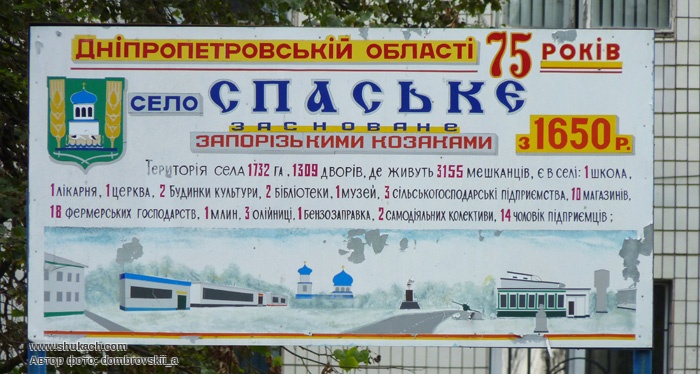 ДНІПРОПЕТРОВСЬКІЙ ОБЛАСТІ 75 РОКІВ
СЕЛО СПАСЬКЕ
ЗАСНОВАНЕ
ЗАПОРІЗЬКИМИ КОЗАКАМИ З 1650 Р.
ТЕРИТОРІЯ СЕЛА 1732 ГА, 1309 ДВОРІВ, ДЕ ЖИВУТЬ 3155 МЕШКАНЦІВ, Є В СЕЛІ: 1 ШКОЛА,
1 ЛІКАРНЯ, 1 ЦЕРКВА, 2 БУДИНКИ КУЛЬТУРИ, 2 БІБЛІОТЕКИ, 1 МУЗЕЙ, 3 СІЛЬСЬКОГОСПОДАРСЬКІ ПІДПРИЄМСТВА, 10 МАГАЗИНІВ,
18 ФЕРМЕРСЬКИХ ГОСПОДАРСТВ, 1 МЛИН, 3 ОЛІЙНИЦІ, 1 БЕНЗОЗАПРАВКА, 2 САМОДІЯЛЬНИХ КОЛЕКТИВИ, 14 ЧОЛОВІК ПІДПРИЄМЦІВ;
www.shukach.com
Автор фото: dombrovskii_a